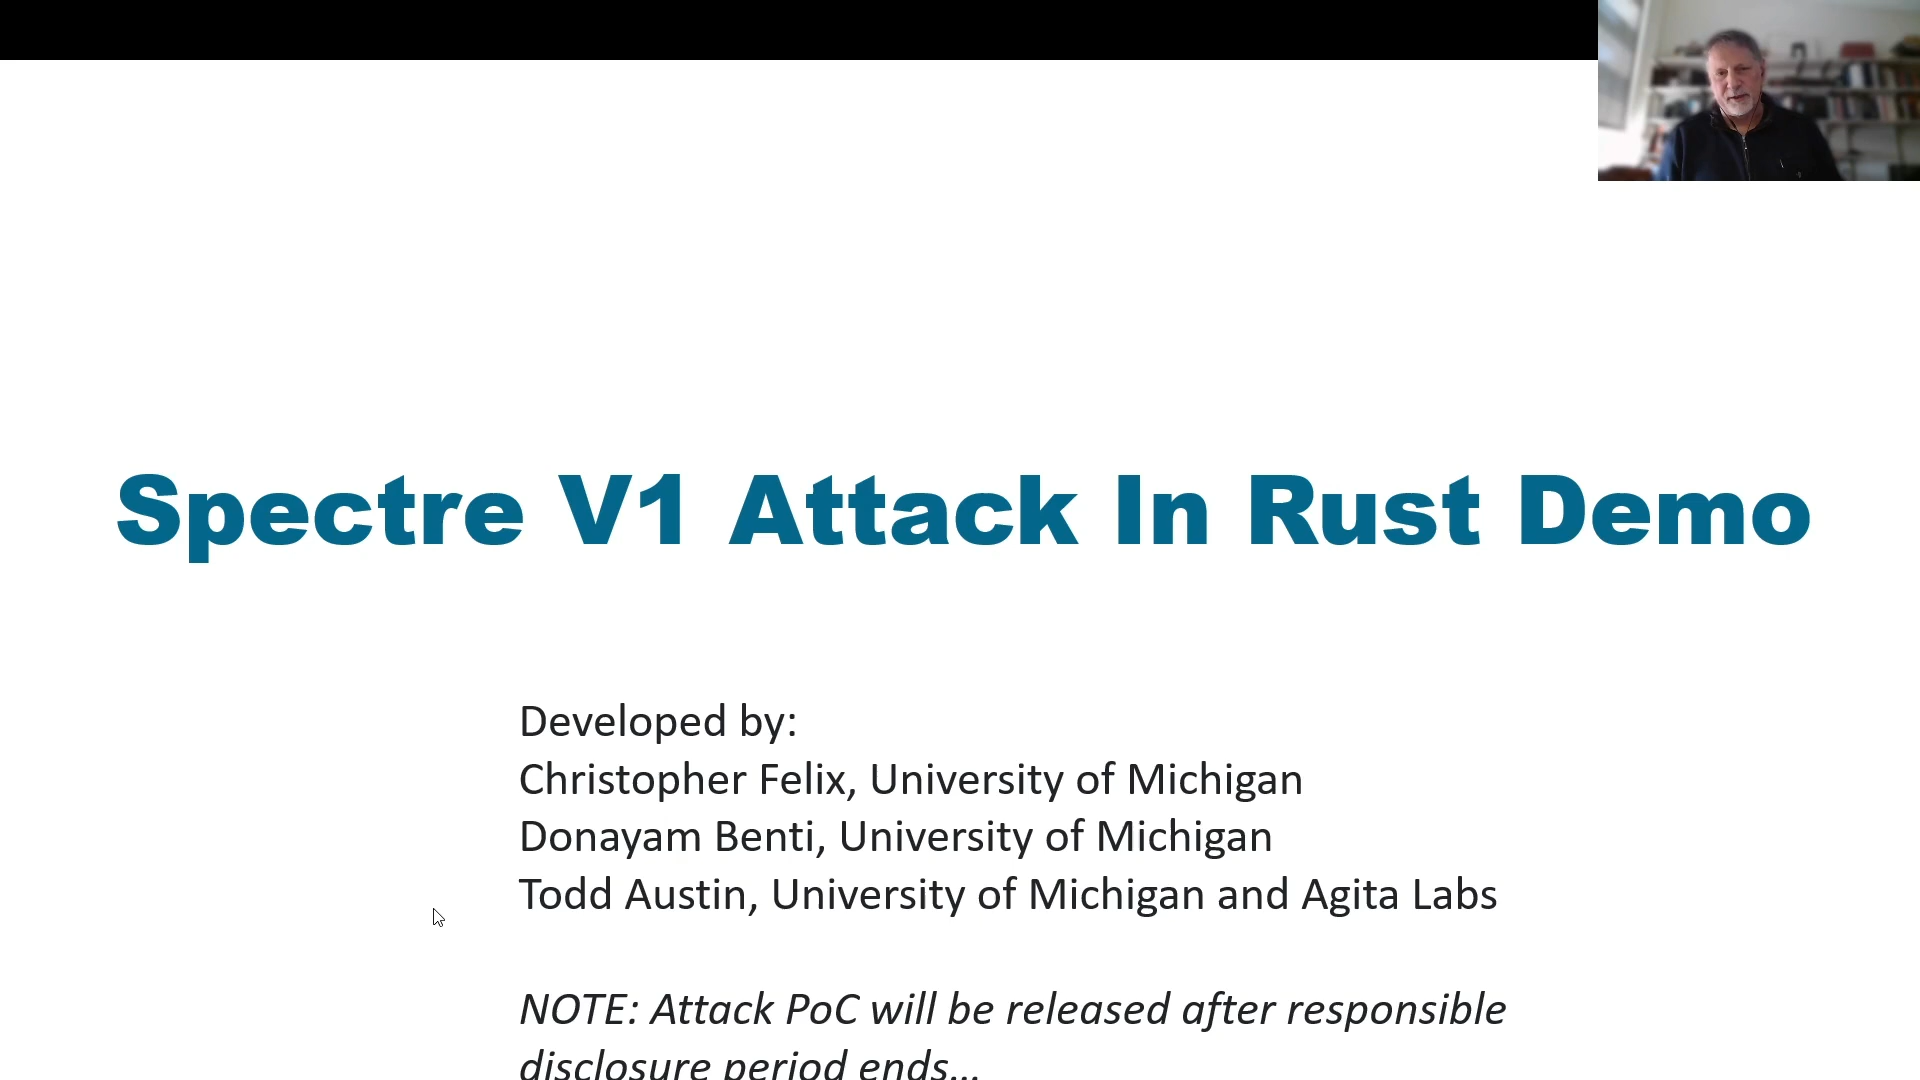 Spectre V1 Attack In Rust Demo
Developed by:
Christopher Felix, University of Michigan
Donayam Benti, University of Michigan
Todd Austin, University of Michigan and Agita Labs
NOTE: Attack PoC will be released after responsible
disclosure period ends...